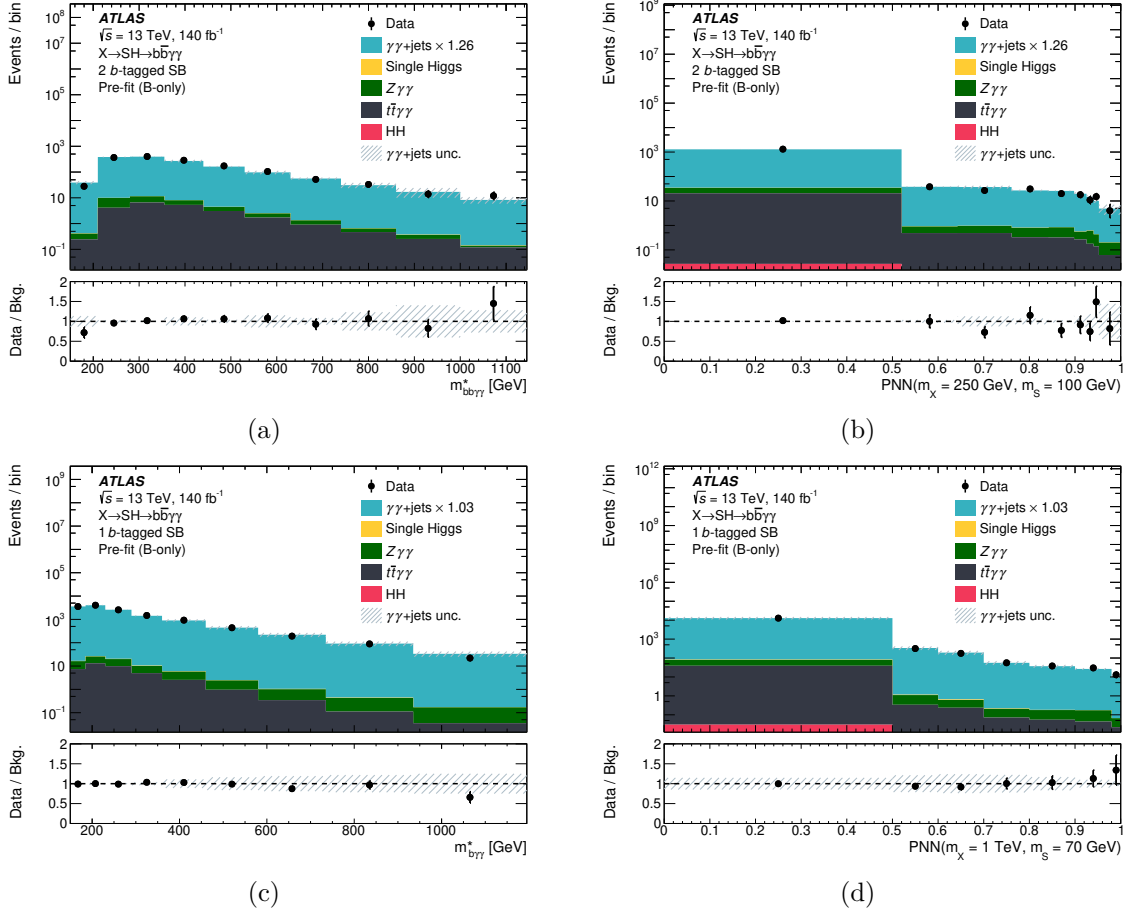 Events / bin
10⁸
10⁷
10⁵
10³
10
10⁻¹
ATLAS
√s = 13 TeV, 140 fb⁻¹
X→SH→bb̅γγ
2 b-tagged SB
Pre-fit (B-only)
Data
γγ+jets × 1.26
Single Higgs
Zγγ
tt̅γγ
HH
γγ+jets unc.
Data / Bkg.
2
1.5
1
0.5
0
200 300 400 500 600 700 800 900 1000 1100
m*bbγγ [GeV]
(a)
Events / bin
10⁹
10⁷
10⁵
10³
10
10⁻¹
ATLAS
√s = 13 TeV, 140 fb⁻¹
X→SH→bb̅γγ
2 b-tagged SB
Pre-fit (B-only)
Data
γγ+jets × 1.26
Single Higgs
Zγγ
tt̅γγ
HH
γγ+jets unc.
Data / Bkg.
2
1.5
1
0.5
0
0 0.1 0.2 0.3 0.4 0.5 0.6 0.7 0.8 0.9 1
PNN(mX = 250 GeV, mS = 100 GeV)
(b)
Events / bin
10⁹
10⁷
10⁵
10³
10
10⁻¹
ATLAS
√s = 13 TeV, 140 fb⁻¹
X→SH→bb̅γγ
1 b-tagged SB
Pre-fit (B-only)
Data
γγ+jets × 1.03
Single Higgs
Zγγ
tt̅γγ
HH
γγ+jets unc.
Data / Bkg.
2
1.5
1
0.5
0
200 400 600 800 1000
m*bγγ [GeV]
(c)
Events / bin
10¹²
10⁹
10⁶
10³
1
ATLAS
√s = 13 TeV, 140 fb⁻¹
X→SH→bb̅γγ
1 b-tagged SB
Pre-fit (B-only)
Data
γγ+jets × 1.03
Single Higgs
Zγγ
tt̅γγ
HH
γγ+jets unc.
Data / Bkg.
2
1.5
1
0.5
0
0 0.1 0.2 0.3 0.4 0.5 0.6 0.7 0.8 0.9 1
PNN(mX = 1 TeV, mS = 70 GeV)
(d)